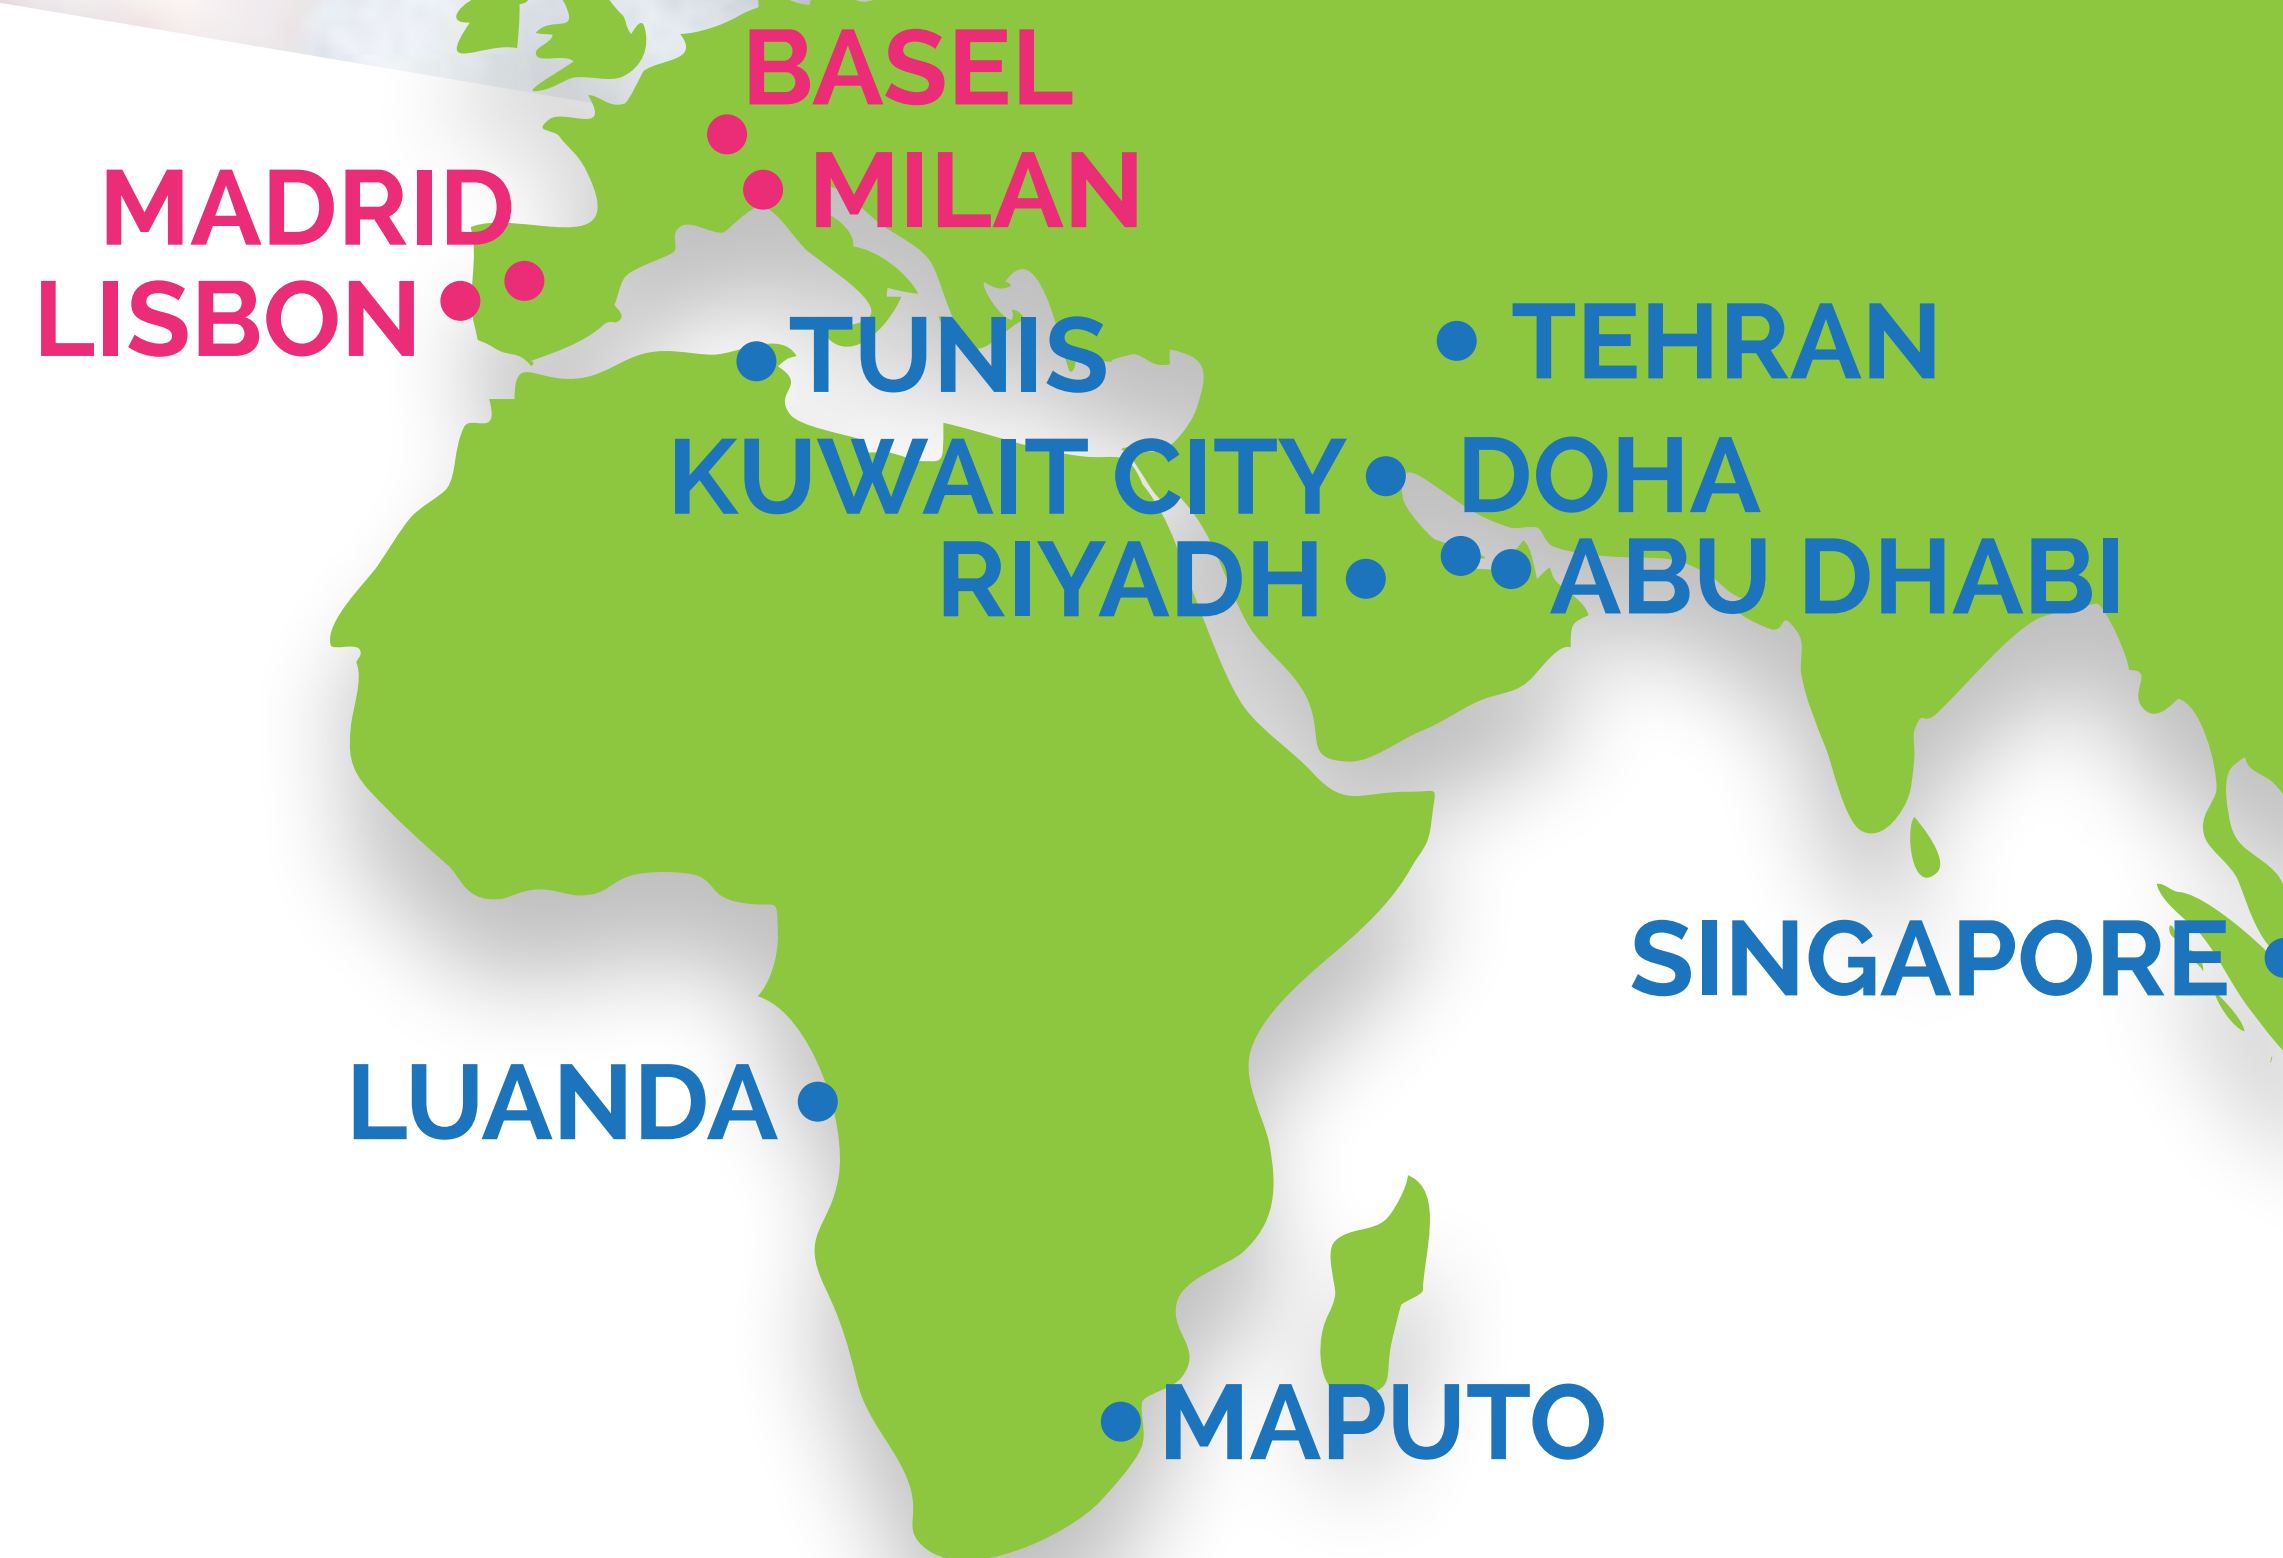 BASEL
MILAN
MADRID
LISBON
TUNIS
TEHRAN
KUWAIT CITY
DOHA
RIYADH
ABU DHABI
SINGAPORE
LUANDA
MAPUTO